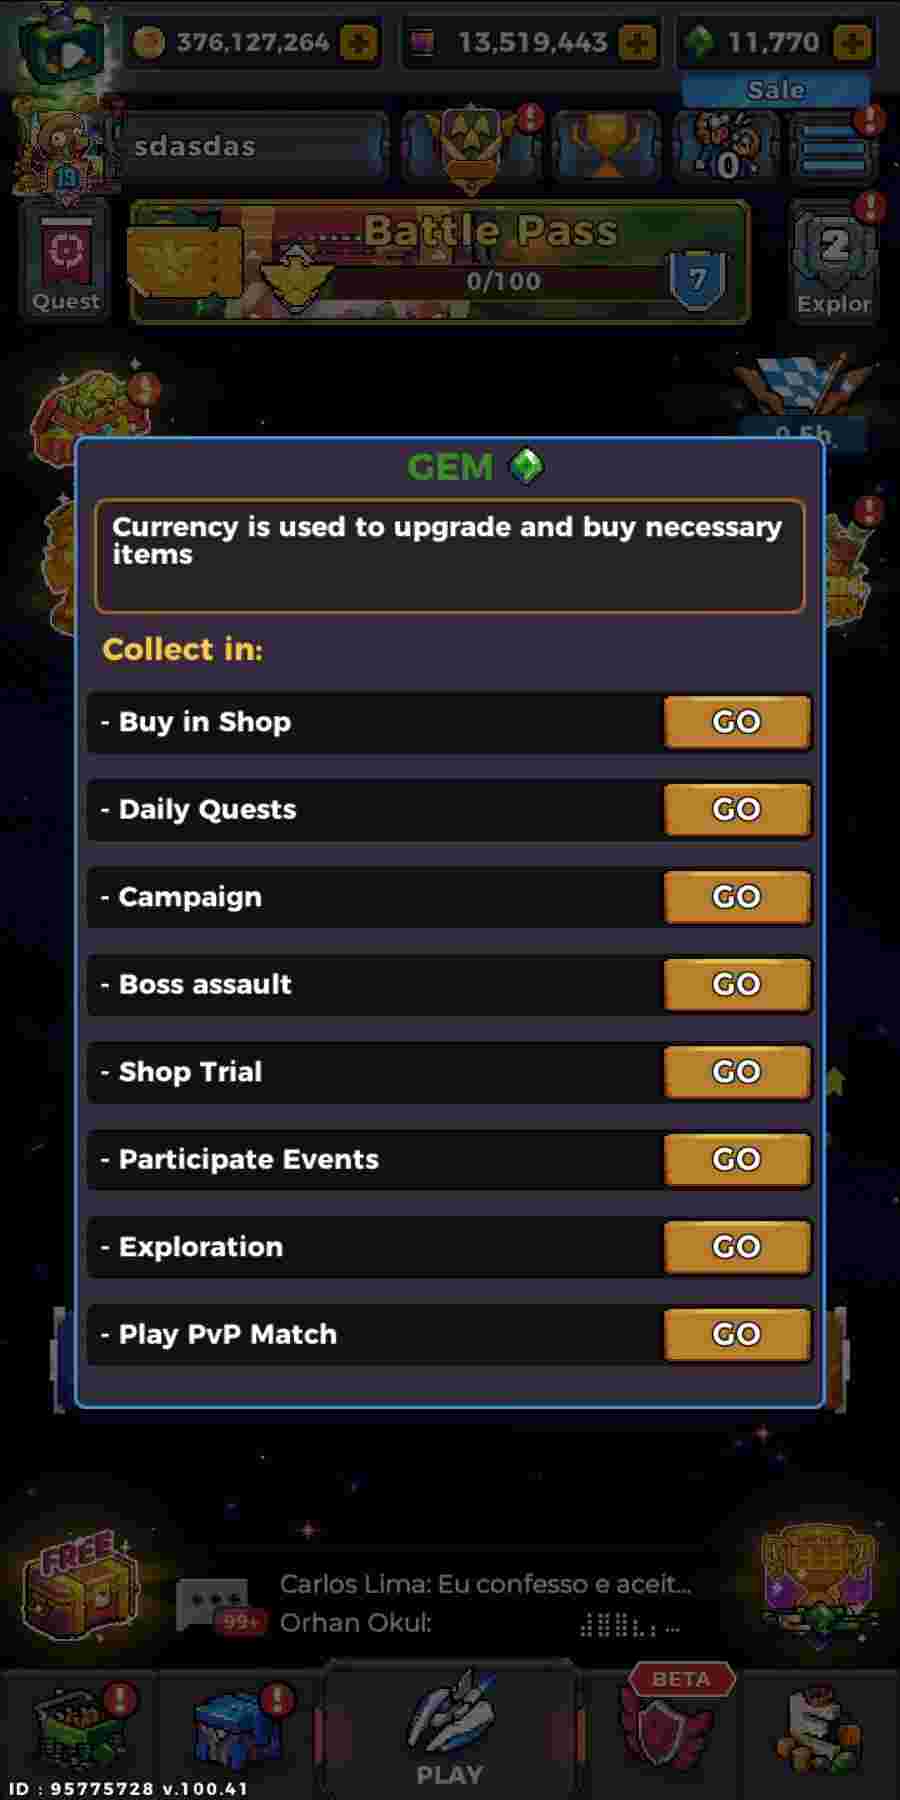 376,127,264
13,519,443
11,770
Sale
19
sdasdas
0
Battle Pass
0/100
7
2
Quest
Explor
GEM
Currency is used to upgrade and buy necessary
items
Collect in:
- Buy in Shop GO
- Daily Quests GO
- Campaign GO
- Boss assault GO
- Shop Trial GO
- Participate Events GO
- Exploration GO
- Play PvP Match GO
FREE
99+
Carlos Lima: Eu confesso e aceit...
Orhan Okul:
BETA
PLAY
ID : 95775728 v.100.41